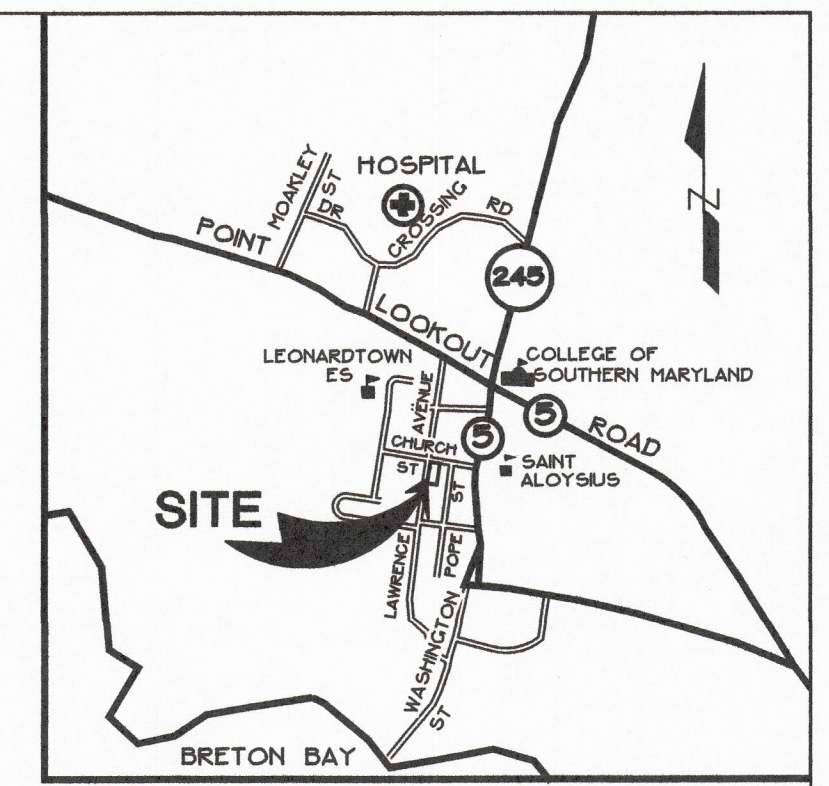 HOSPITAL
MOAKLEY ST
DR
CROSSING RD
N
POINT LOOKOUT ROAD
245
LEONARDTOWN
ES
COLLEGE OF
SOUTHERN MARYLAND
5
5
AVENUE
CHURCH
ST
SAINT
ALOYSIUS
SITE
ST
LAWRENCE
POPE
WASHINGTON
ST
BRETON BAY